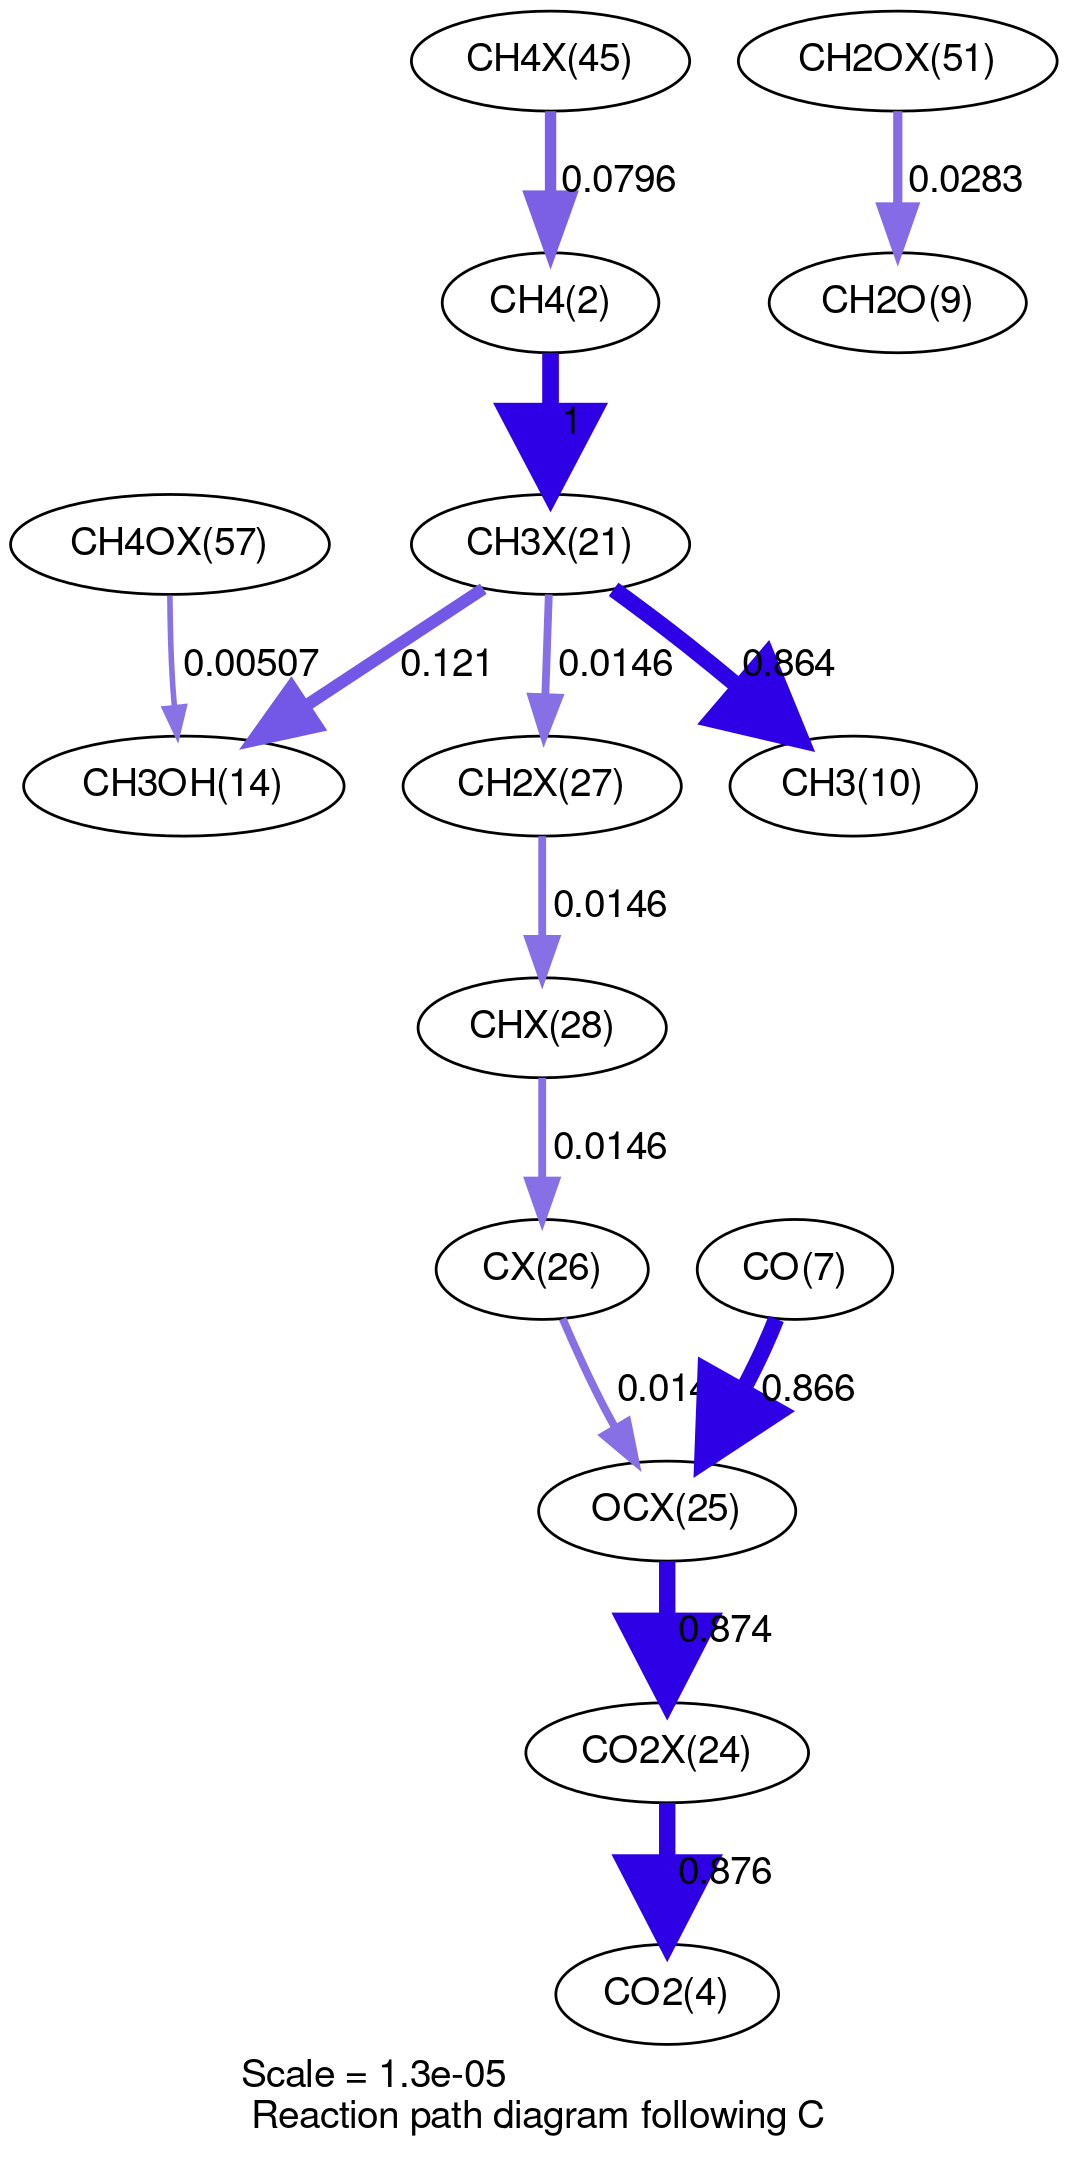 CH4X(45)
CH2OX(51)
0.0796
0.0283
CH4(2)
CH2O(9)
1
CH4OX(57)
CH3X(21)
0.00507
0.121
0.0146
0.864
CH3OH(14)
CH2X(27)
CH3(10)
0.0146
CHX(28)
0.0146
CX(26)
CO(7)
0.866
OCX(25)
0.874
CO2X(24)
0.876
CO2(4)
Scale = 1.3e-05
Reaction path diagram following C